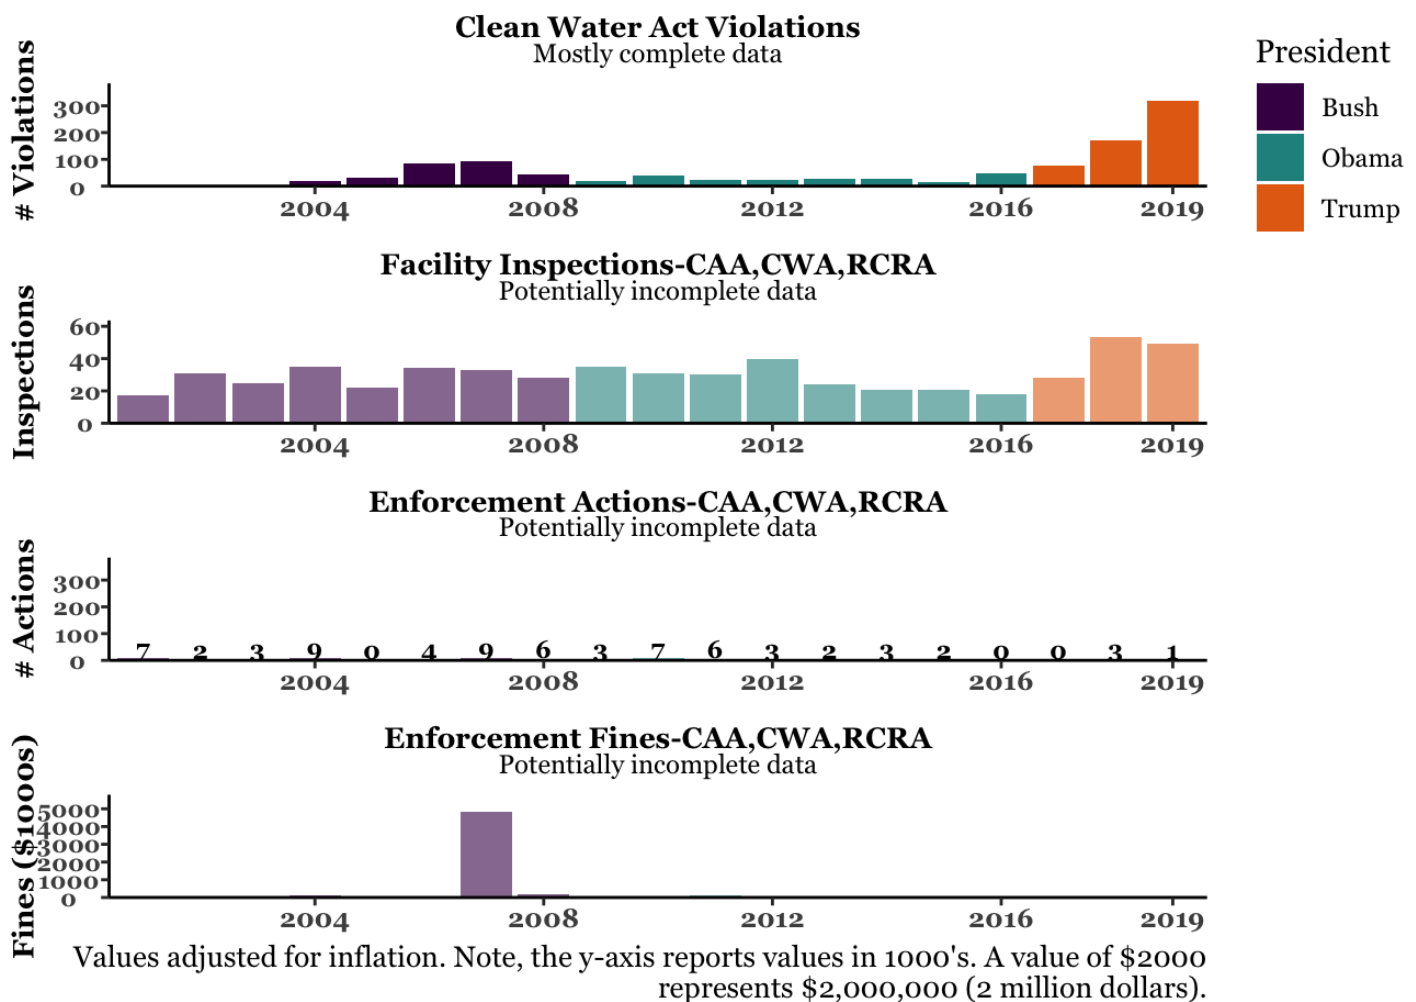 Clean Water Act Violations
Mostly complete data
# Violations
300
200
100
0
2004
2008
2012
2016
2019
President
Bush
Obama
Trump
Facility Inspections-CAA,CWA,RCRA
Potentially incomplete data
Inspections
60
40
20
0
2004
2008
2012
2016
2019
Enforcement Actions-CAA,CWA,RCRA
Potentially incomplete data
# Actions
300
200
100
0
7 2 3 9 0 4 9 6 3 7 6 3 2 3 2 0 0 3 1
2004
2008
2012
2016
2019
Enforcement Fines-CAA,CWA,RCRA
Potentially incomplete data
Fines ($1000s)
5000
4000
3000
2000
1000
0
2004
2008
2012
2016
2019
Values adjusted for inflation. Note, the y-axis reports values in 1000's. A value of $2000
represents $2,000,000 (2 million dollars).